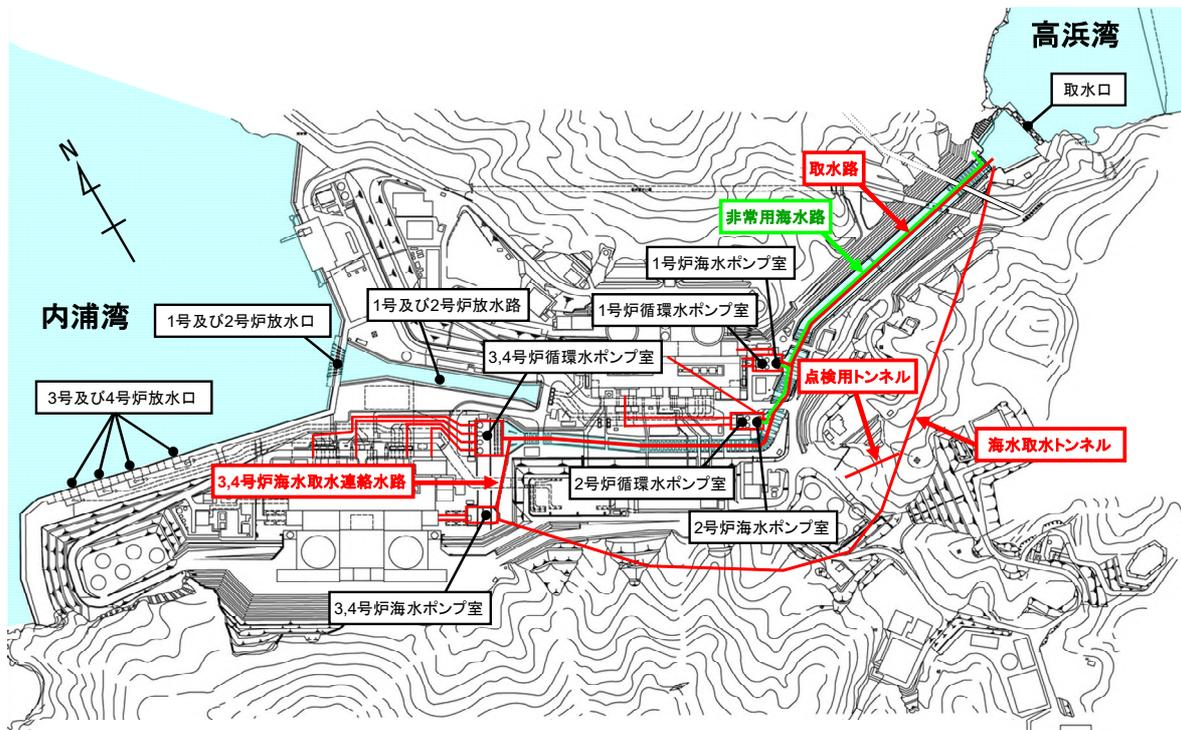 高浜湾
取水口
取水路
非常用海水路
N
1号炉海水ポンプ室
1号炉循環水ポンプ室
内浦湾
1号及び2号炉放水口
1号及び2号炉放水路
3,4号炉循環水ポンプ室
点検用トンネル
3号及び4号炉放水口
海水取水トンネル
3,4号炉海水取水連絡水路
2号炉循環水ポンプ室
2号炉海水ポンプ室
3,4号炉海水ポンプ室